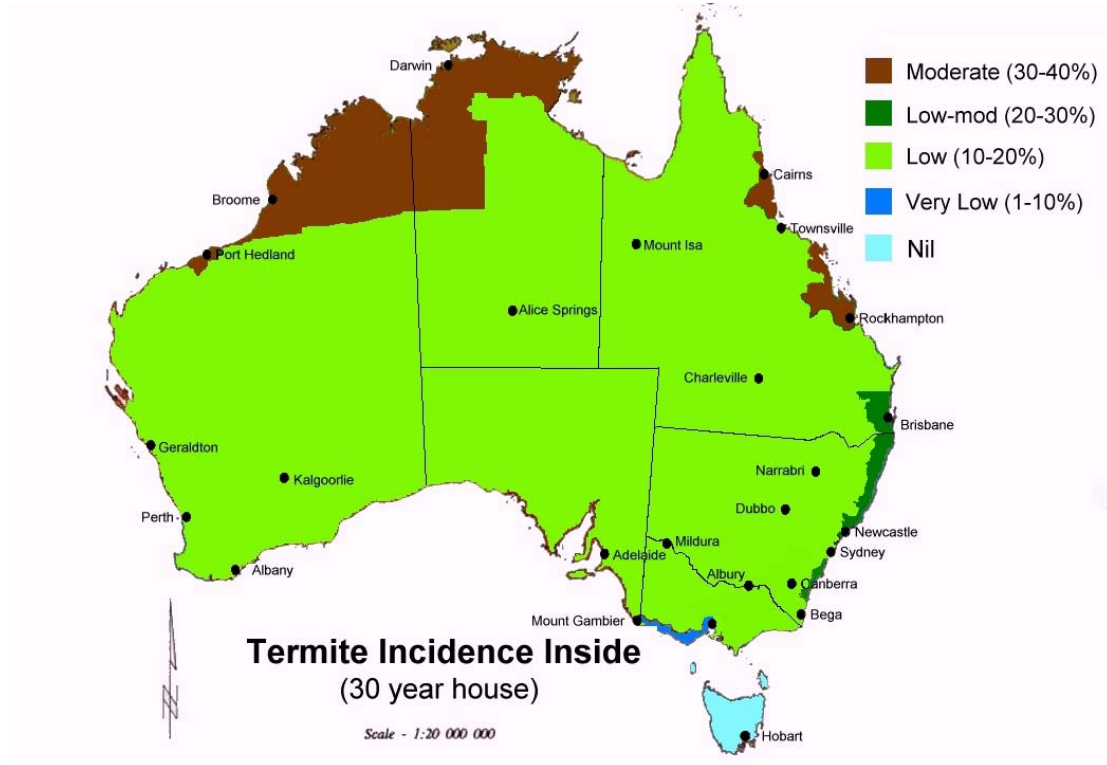 Darwin
Moderate (30-40%)
Low-mod (20-30%)
Low (10-20%)
Very Low (1-10%)
Nil
Cairns
Broome
Townsville
Port Hedland
Mount Isa
Alice Springs
Rockhampton
Charleville
Brisbane
Geraldton
Narrabri
Kalgoorlie
Dubbo
Perth
Newcastle
Mildura
Sydney
Adelaide
Albany
Albury
Canberra
Bega
Mount Gambier
Termite Incidence Inside
(30 year house)
Scale - 1:20 000 000
Hobart